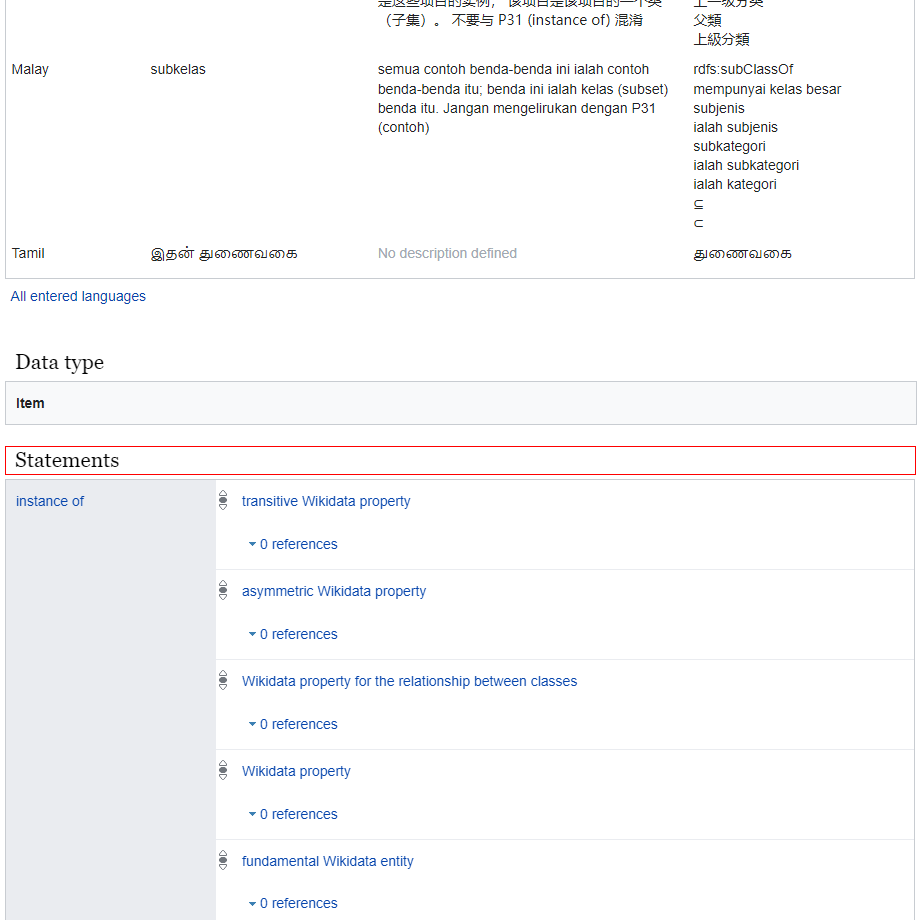 （子集）。 不要与 P31 (instance of) 混淆
父類
上級分類
Malay
subkelas
semua contoh benda-benda ini ialah contoh
benda-benda itu; benda ini ialah kelas (subset)
benda itu. Jangan mengelirukan dengan P31
(contoh)
rdfs:subClassOf
mempunyai kelas besar
subjenis
ialah subjenis
subkategori
ialah subkategori
ialah kategori
⊆
⊂
Tamil
இதன் துணைவகை
No description defined
துணைவகை
All entered languages
Data type
Item
Statements
instance of
transitive Wikidata property
0 references
asymmetric Wikidata property
0 references
Wikidata property for the relationship between classes
0 references
Wikidata property
0 references
fundamental Wikidata entity
0 references